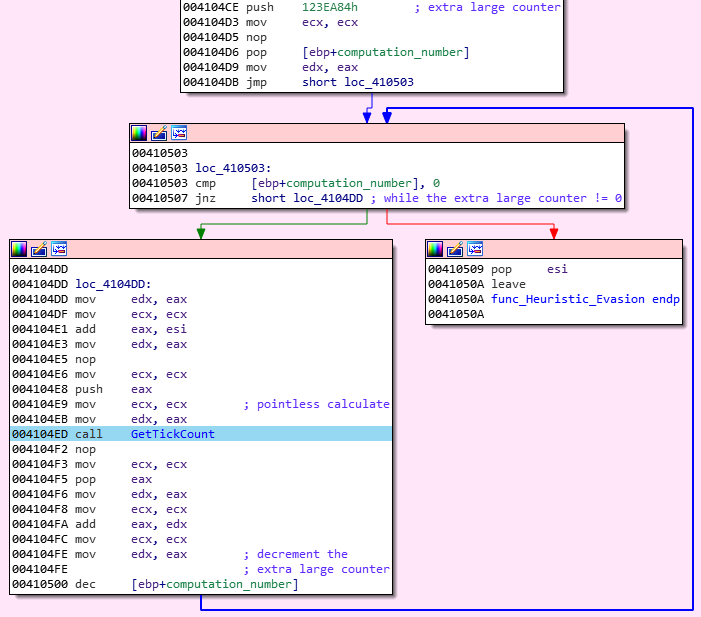 004104CE push 123EA84h ; extra large counter
004104D3 mov ecx, ecx
004104D5 nop
004104D6 pop [ebp+computation_number]
004104D9 mov edx, eax
004104DB jmp short loc_410503
00410503
00410503 loc_410503:
00410503 cmp [ebp+computation_number], 0
00410507 jnz short loc_4104DD ; while the extra large counter != 0
004104DD
004104DD loc_4104DD:
004104DD mov edx, eax
004104DF mov ecx, ecx
004104E1 add eax, esi
004104E3 mov edx, eax
004104E5 nop
004104E6 mov ecx, ecx
004104E8 push eax
004104E9 mov ecx, ecx ; pointless calculate
004104EB mov edx, eax
004104ED call GetTickCount
004104F2 nop
004104F3 mov ecx, ecx
004104F5 pop eax
004104F6 mov edx, eax
004104F8 mov ecx, ecx
004104FA add eax, edx
004104FC mov ecx, ecx
004104FE mov edx, eax ; decrement the
004104FE ; extra large counter
00410500 dec [ebp+computation_number]
00410509 pop esi
0041050A leave
0041050A func_Heuristic_Evasion endp
0041050A